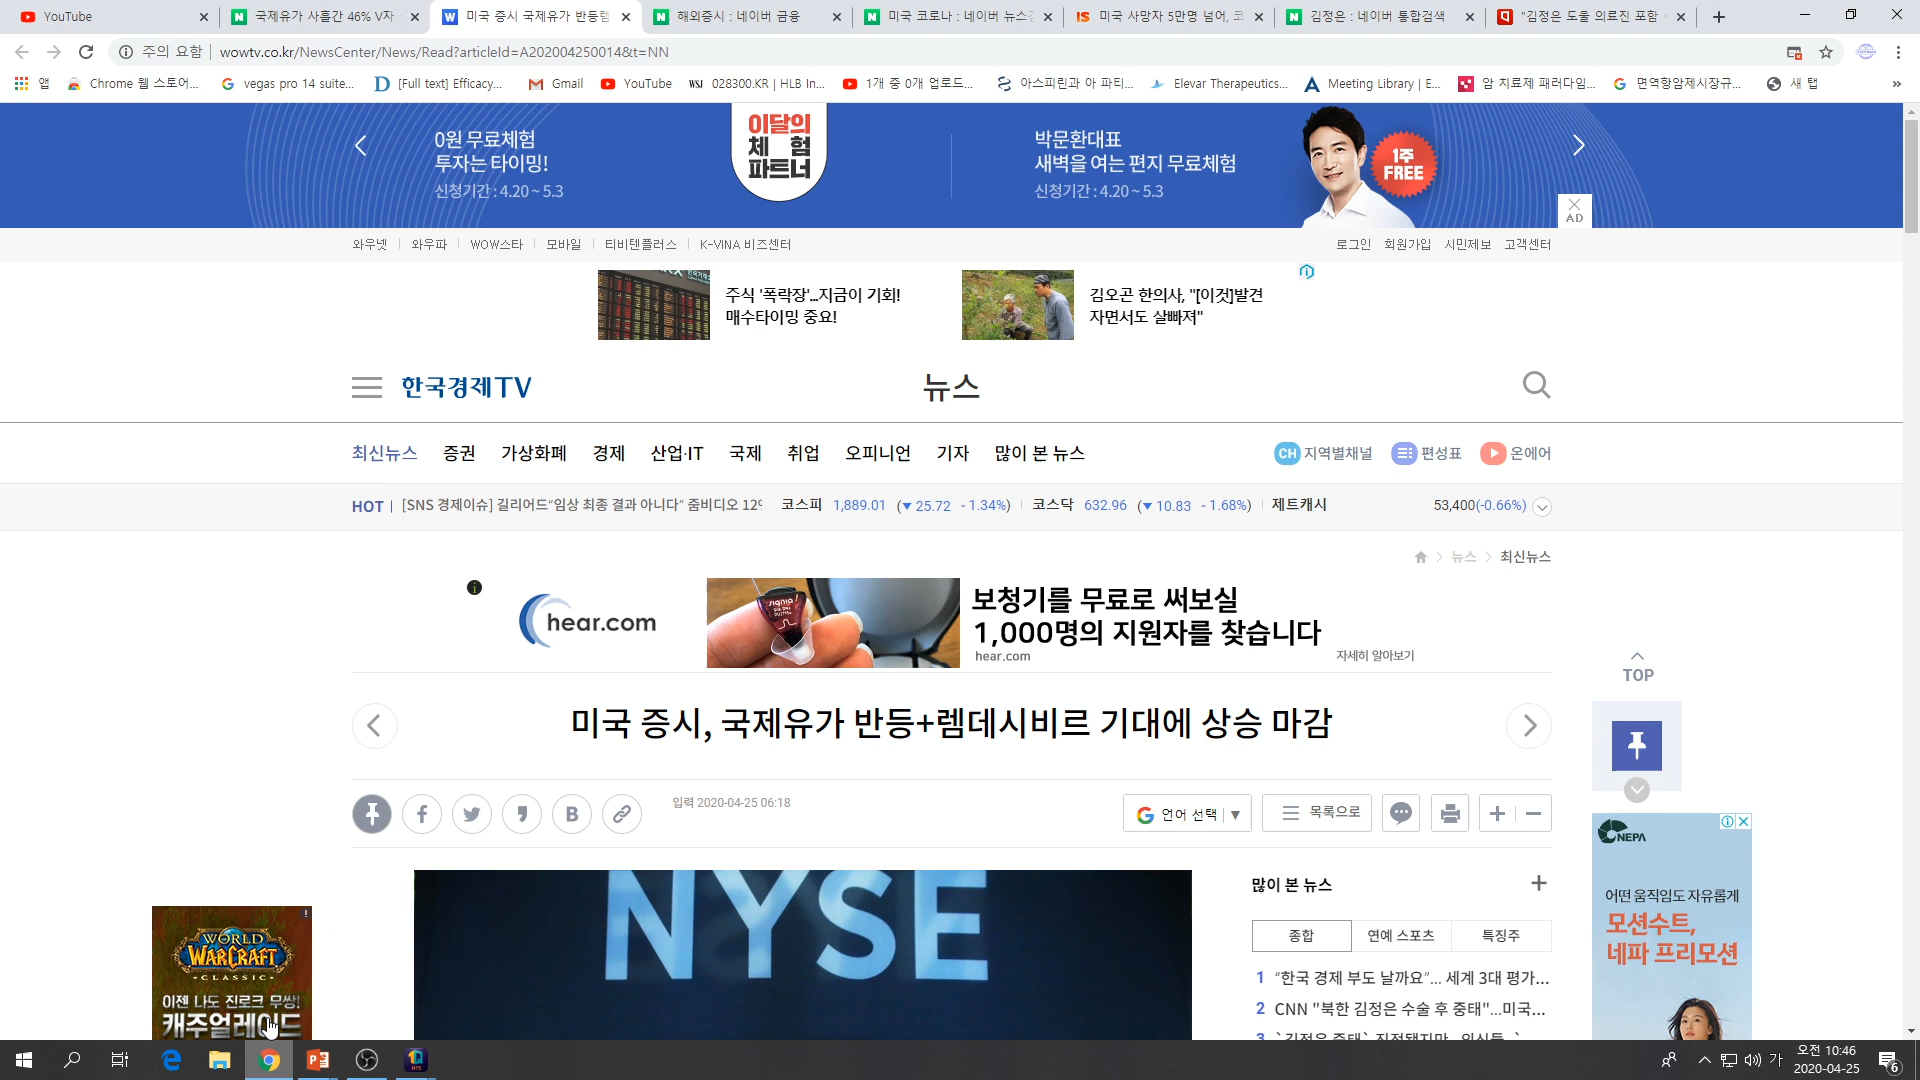 YouTube
국제유가 사흘간 46% V자
미국 증시 국제유가 반등렘
해외증시 : 네이버 금융
미국 코로나 : 네이버 뉴스검
미국 사망자 5만명 넘어, 코
김정은 : 네이버 통합검색
"김정은 도울 의료진 포함
주의 요함 | wowtv.co.kr/NewsCenter/News/Read?articleId=A202004250014&t=NN
앱
Chrome 웹 스토어...
vegas pro 14 suite...
[Full text] Efficacy...
Gmail
YouTube
WSJ 028300.KR | HLB In...
1개 중 0개 업로드...
아스피린과 아 파티...
Elevar Therapeutics...
Meeting Library | E...
암 치료제 패러다임...
면역항암제시장규...
새 탭
0원 무료체험
투자는 타이밍!
신청기간 : 4.20 ~ 5.3
이달의
체 험
파트너
박문환대표
새벽을 여는 편지 무료체험
신청기간 : 4.20 ~ 5.3
1주
FREE
AD
와우넷 와우파 WOW스타 모바일 티비텐플러스 K-VINA 비즈센터
로그인 회원가입 시민제보 고객센터
주식 '폭락장'...지금이 기회!
매수타이밍 중요!
김오곤 한의사, "[이것]발견
자면서도 살빠져"
한국경제TV
뉴스
최신뉴스 증권 가상화폐 경제 산업·IT 국제 취업 오피니언 기자 많이 본 뉴스
CH 지역별채널 편성표 온에어
HOT | [SNS 경제이슈] 길리어드“임상 최종 결과 아니다” 줌비디오 12%
코스피 1,889.01 (▼ 25.72 - 1.34%) 코스닥 632.96 (▼ 10.83 - 1.68%) 제트캐시 53,400(-0.66%)
뉴스 > 최신뉴스
hear.com
signia
보청기를 무료로 써보실
1,000명의 지원자를 찾습니다
hear.com
자세히 알아보기
TOP
미국 증시, 국제유가 반등+렘데시비르 기대에 상승 마감
B
입력 2020-04-25 06:18
G 언어 선택 | ▼
목록으로
NYSE
많이 본 뉴스 +
종합 연예 스포츠 특징주
1 "한국 경제 부도 날까요"... 세계 3대 평가...
2 CNN "북한 김정은 수술 후 중태"...미국...
NEPA
어떤 움직임도 자유롭게
모션수트,
네파 프리모션
WORLD
OF
WARCRAFT
CLASSIC
이젠 나도 진로크 무쌍!
캐주얼레이드
가
오전 10:46
2020-04-25
6